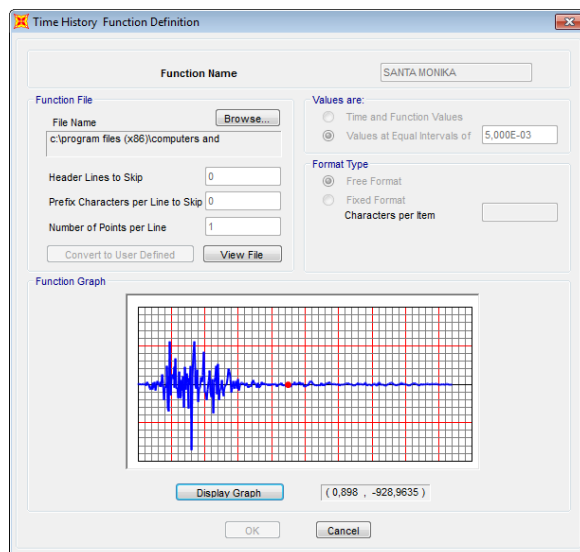 Time History Function Definition
Function Name
SANTA MONIKA
Function File
File Name
Browse...
c:\program files (x86)\computers and
Header Lines to Skip
0
Prefix Characters per Line to Skip
0
Number of Points per Line
1
Convert to User Defined
View File
Values are:
Time and Function Values
Values at Equal Intervals of
5,000E-03
Format Type
Free Format
Fixed Format
Characters per Item
Function Graph
Display Graph
( 0,898 , -928,9635 )
OK
Cancel